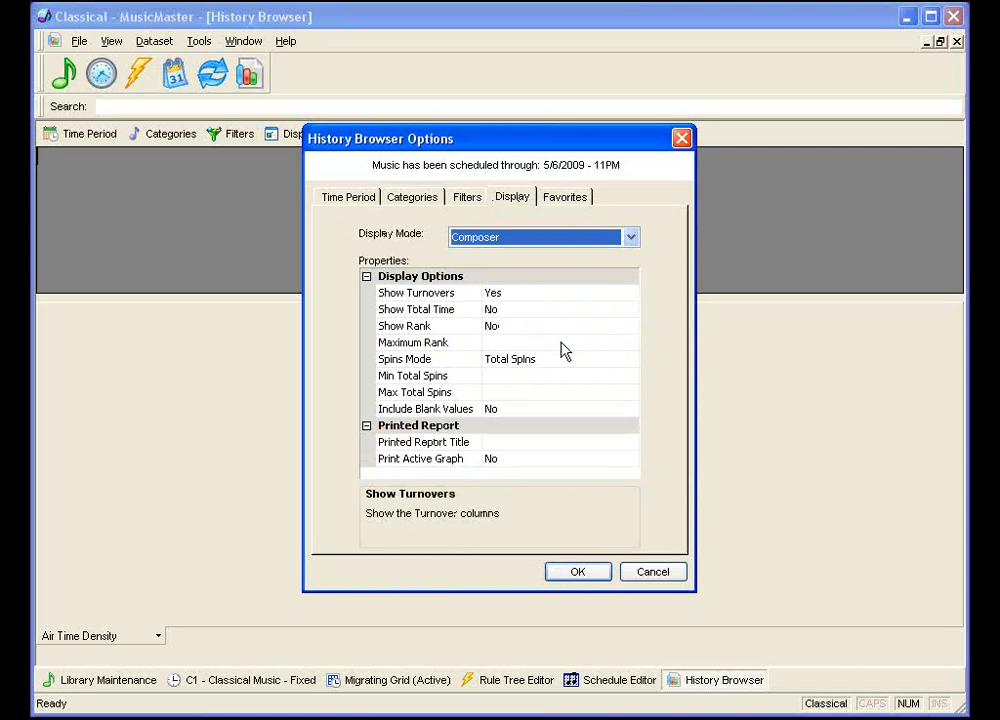 Classical - MusicMaster - [History Browser]
File View Dataset Tools Window Help
31
Search:
Time Period Categories Filters
History Browser Options
Music has been scheduled through: 5/6/2009 - 11PM
Time Period Categories Filters Display Favorites
Display Mode: Composer
Properties:
Display Options
Show Turnovers Yes
Show Total Time No
Show Rank No
Maximum Rank
Spins Mode Total Spins
Min Total Spins
Max Total Spins
Include Blank Values No
Printed Report
Printed Report Title
Print Active Graph No
Show Turnovers
Show the Turnover columns
OK Cancel
Air Time Density
Library Maintenance C1 - Classical Music - Fixed Migrating Grid (Active) Rule Tree Editor Schedule Editor History Browser
Ready Classical CAPS NUM INS